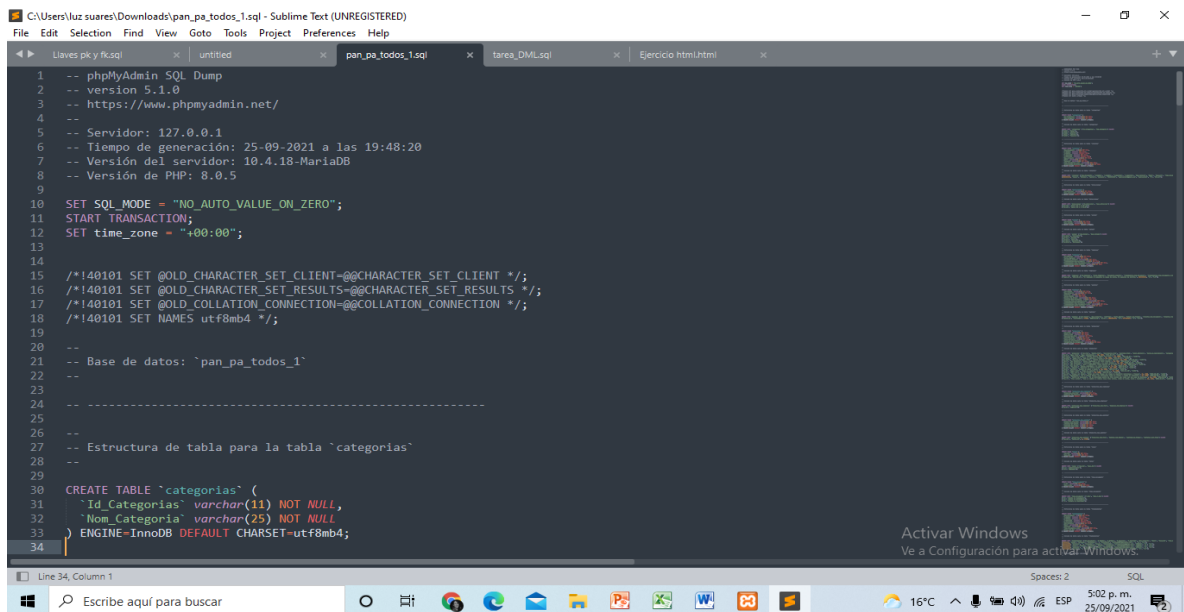 C:\Users\luz suares\Downloads\pan_pa_todos_1.sql - Sublime Text (UNREGISTERED)
File Edit Selection Find View Goto Tools Project Preferences Help
Llaves pk y fk.sql × untitled × pan_pa_todos_1.sql × tarea_DML.sql × Ejercicio html.html ×
1 -- phpMyAdmin SQL Dump
2 -- version 5.1.0
3 -- https://www.phpmyadmin.net/
4 --
5 -- Servidor: 127.0.0.1
6 -- Tiempo de generación: 25-09-2021 a las 19:48:20
7 -- Versión del servidor: 10.4.18-MariaDB
8 -- Versión de PHP: 8.0.5
9
10 SET SQL_MODE = "NO_AUTO_VALUE_ON_ZERO";
11 START TRANSACTION;
12 SET time_zone = "+00:00";
13
14
15 /*!40101 SET @OLD_CHARACTER_SET_CLIENT=@@CHARACTER_SET_CLIENT */;
16 /*!40101 SET @OLD_CHARACTER_SET_RESULTS=@@CHARACTER_SET_RESULTS */;
17 /*!40101 SET @OLD_COLLATION_CONNECTION=@@COLLATION_CONNECTION */;
18 /*!40101 SET NAMES utf8mb4 */;
19
20 --
21 -- Base de datos: `pan_pa_todos_1`
22 --
23
24 -- --------------------------------------------------------
25
26 --
27 -- Estructura de tabla para la tabla `categorias`
28 --
29
30 CREATE TABLE `categorias` (
31 `Id_Categorias` varchar(11) NOT NULL,
32 `Nom_Categoria` varchar(25) NOT NULL
33 ) ENGINE=InnoDB DEFAULT CHARSET=utf8mb4;
34
Activar Windows
Ve a Configuración para activar Windows.
Line 34, Column 1 Spaces: 2 SQL
Escribe aquí para buscar 16°C ESP 5:02 p. m.
25/09/2021 2